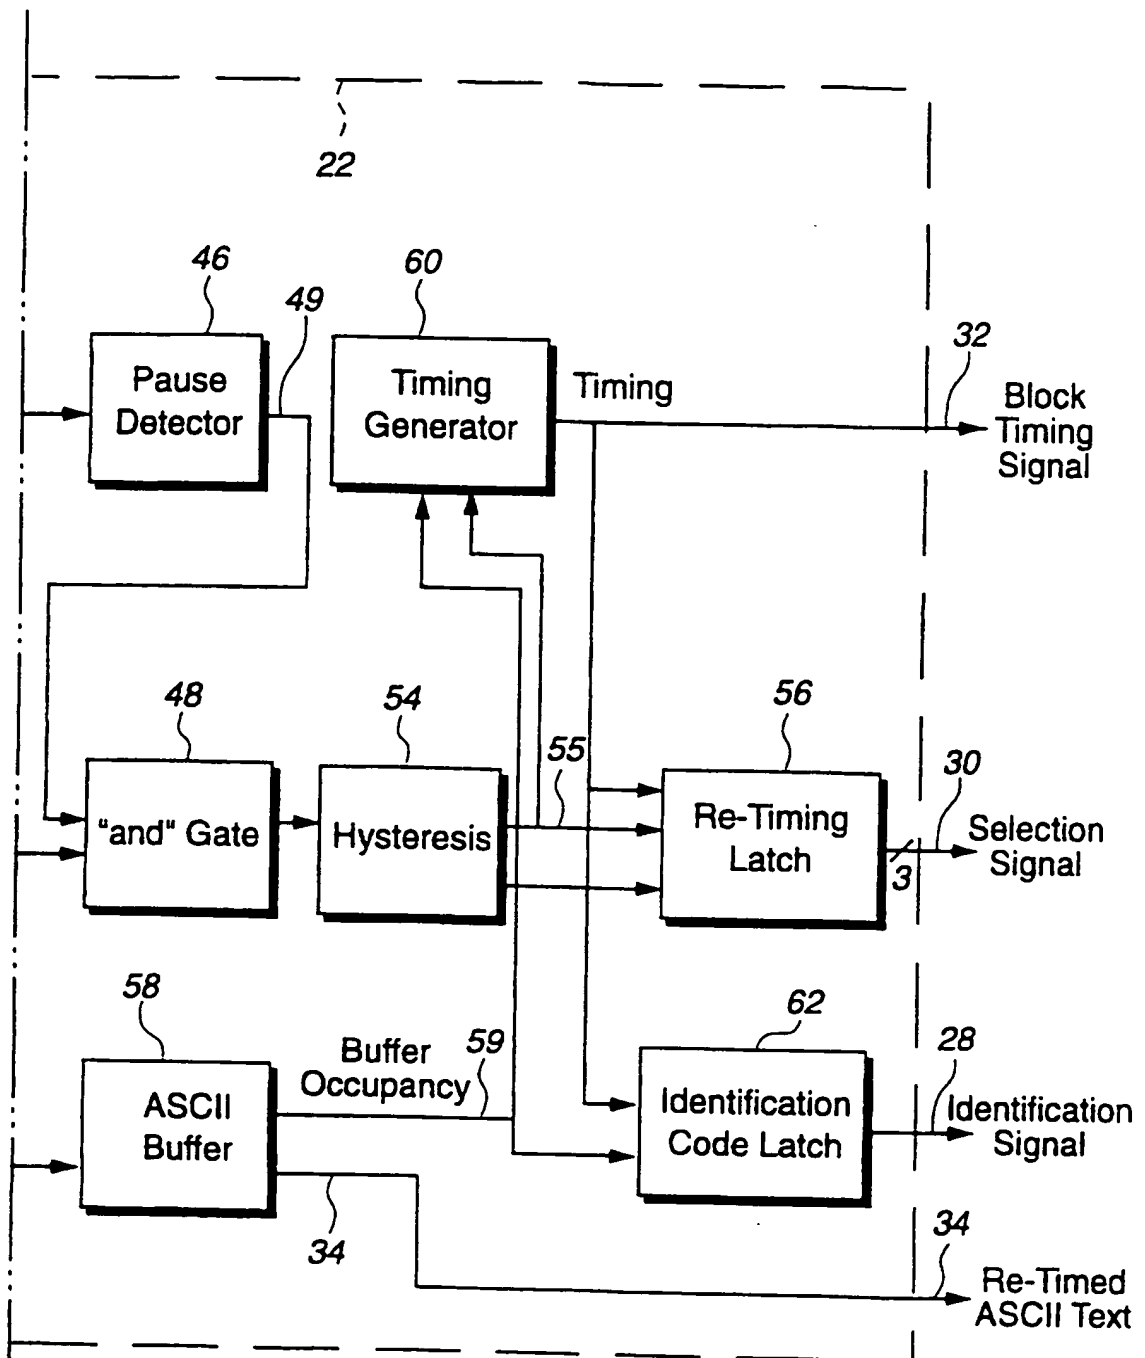 22
46
49
60
Pause
Detector
Timing
Generator
Timing
32
Block
Timing
Signal
48
54
55
56
30
"and" Gate
Hysteresis
Re-Timing
Latch
3
Selection
Signal
58
ASCII
Buffer
Buffer
Occupancy
59
34
62
Identification
Code Latch
28
Identification
Signal
34
Re-Timed
ASCII Text